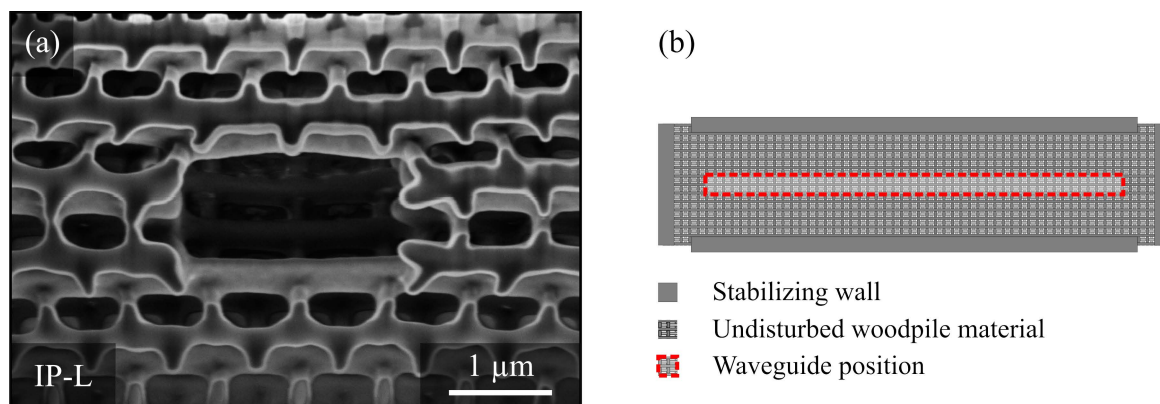 (a)
IP-L
1 µm
(b)
Stabilizing wall
Undisturbed woodpile material
Waveguide position